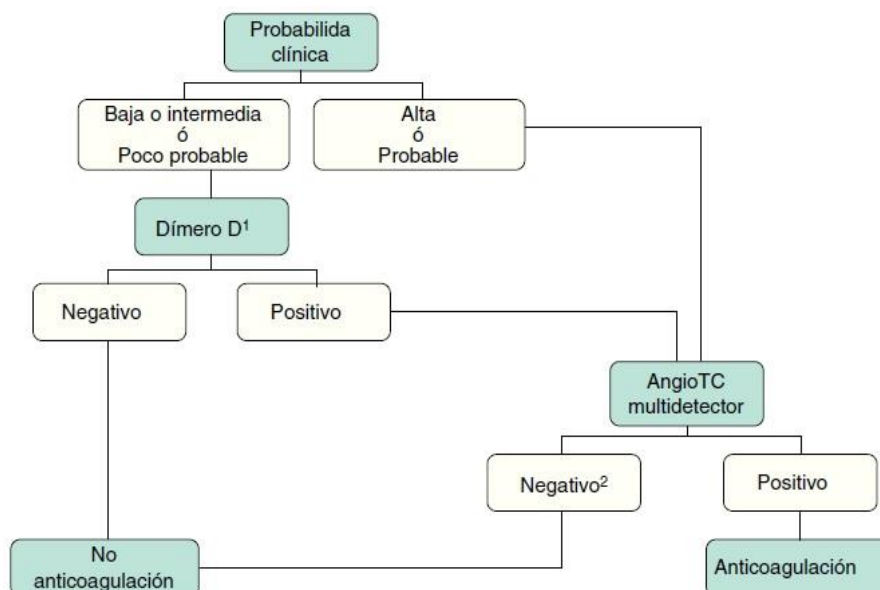 Probabilida
clínica
Baja o intermedia
ó
Poco probable
Alta
ó
Probable
Dímero D¹
Negativo
Positivo
AngioTC
multidetector
Negativo²
Positivo
No
anticoagulación
Anticoagulación